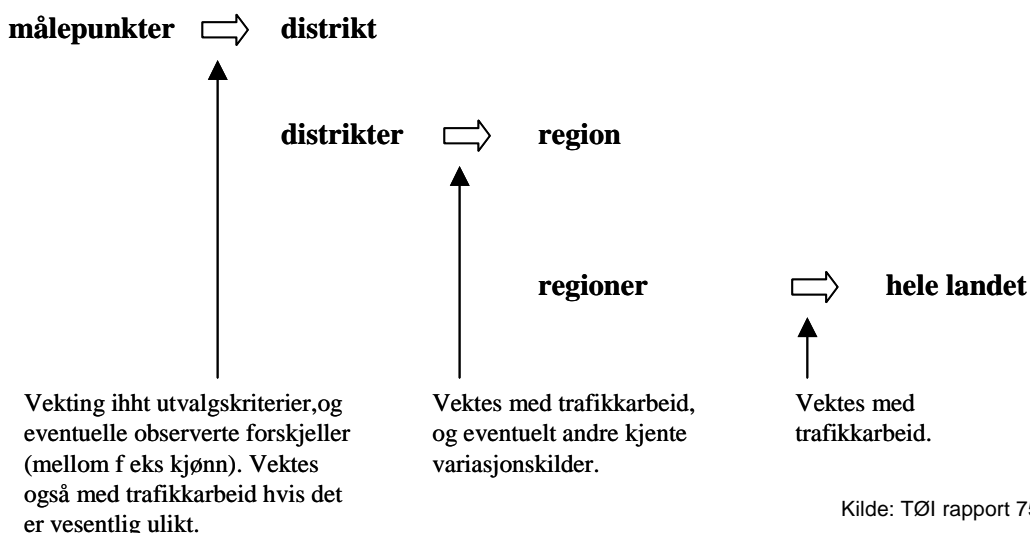 målepunkter distrikt
distrikter region
regioner hele landet
Vekting ihht utvalgskriterier,og
eventuelle observerte forskjeller
(mellom f eks kjønn). Vektes
også med trafikkarbeid hvis det
er vesentlig ulikt.
Vektes med trafikkarbeid,
og eventuelt andre kjente
variasjonskilder.
Vektes med
trafikkarbeid.
Kilde: TØI rapport